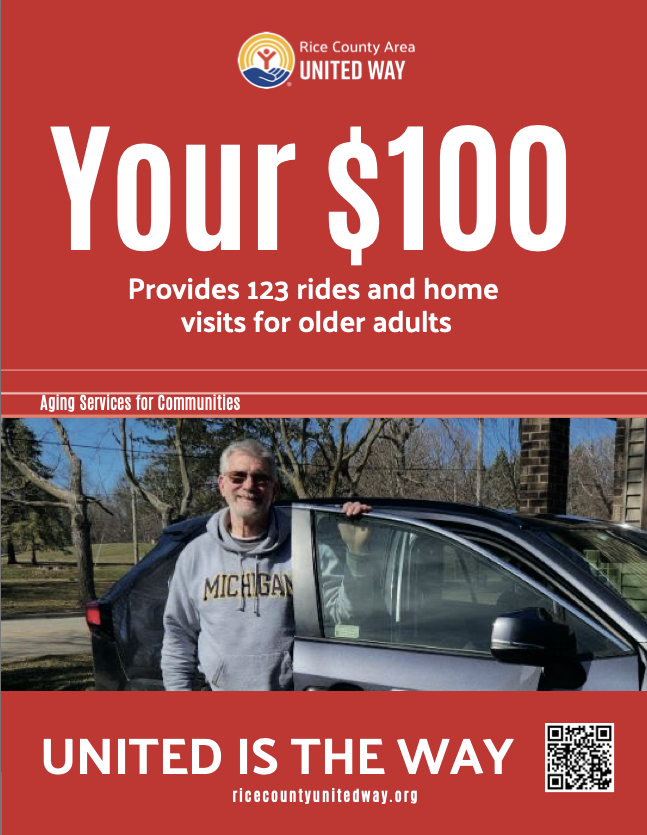 Rice County Area
UNITED WAY
Your $100
Provides 123 rides and home
visits for older adults
Aging Services for Communities
MICHIGAN
UNITED IS THE WAY
ricecountyunitedway.org